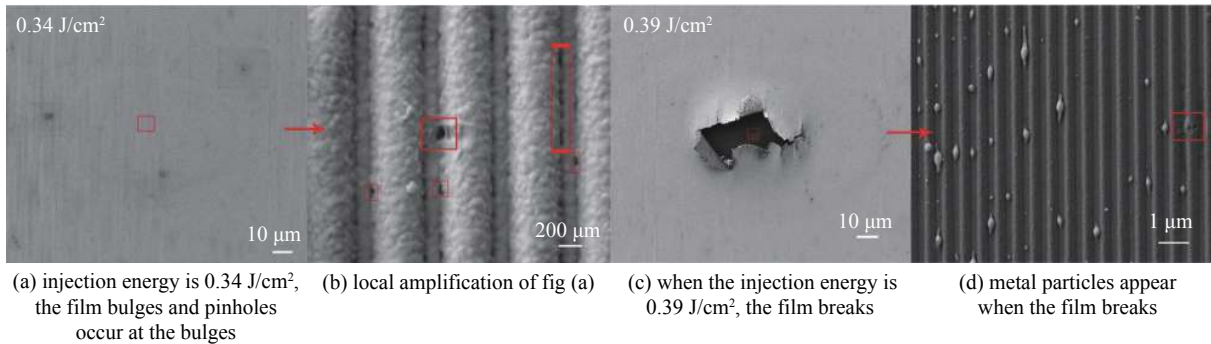 0.34 J/cm²
10 μm
200 μm
0.39 J/cm²
10 μm
1 μm
(a) injection energy is 0.34 J/cm²,
the film bulges and pinholes
occur at the bulges
(b) local amplification of fig (a)
(c) when the injection energy is
0.39 J/cm², the film breaks
(d) metal particles appear
when the film breaks